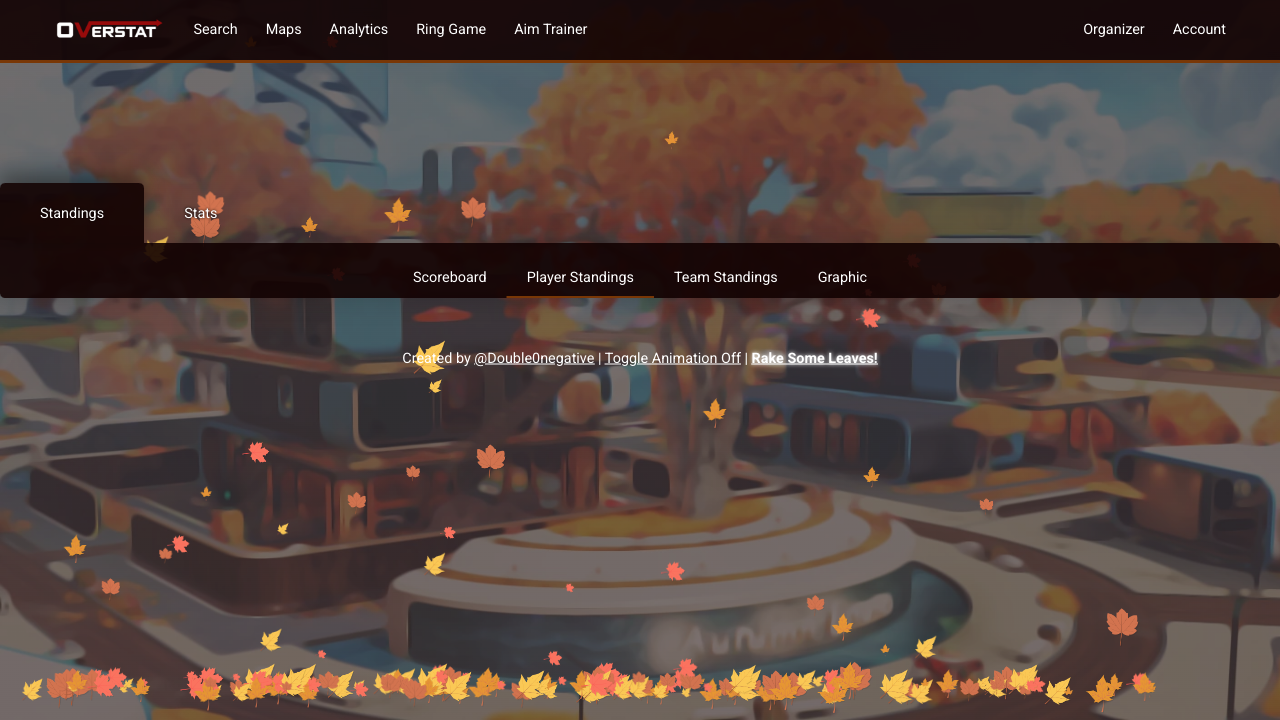 OVERSTAT Search Maps Analytics Ring Game Aim Trainer Organizer Account
Standings Stats
Scoreboard Player Standings Team Standings Graphic
Created by @Double0negative | Toggle Animation Off | Rake Some Leaves!